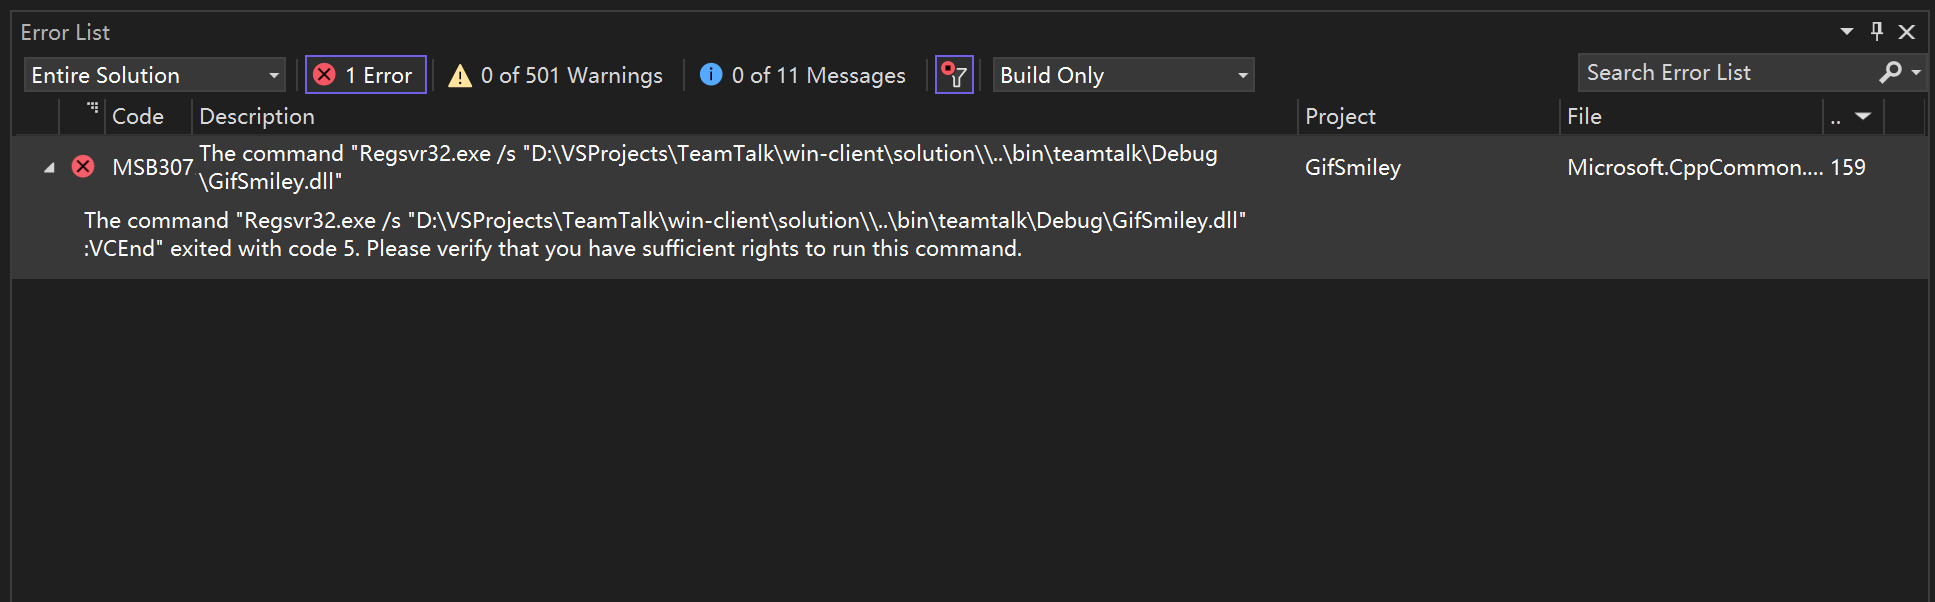 Error List
Entire Solution
1 Error
0 of 501 Warnings
0 of 11 Messages
Build Only
Search Error List
Code
Description
Project
File
..
MSB307
The command "Regsvr32.exe /s "D:\VSProjects\TeamTalk\win-client\solution\\..\bin\teamtalk\Debug
\GifSmiley.dll"
GifSmiley
Microsoft.CppCommon....
159
The command "Regsvr32.exe /s "D:\VSProjects\TeamTalk\win-client\solution\\..\bin\teamtalk\Debug\GifSmiley.dll"
:VCEnd" exited with code 5. Please verify that you have sufficient rights to run this command.